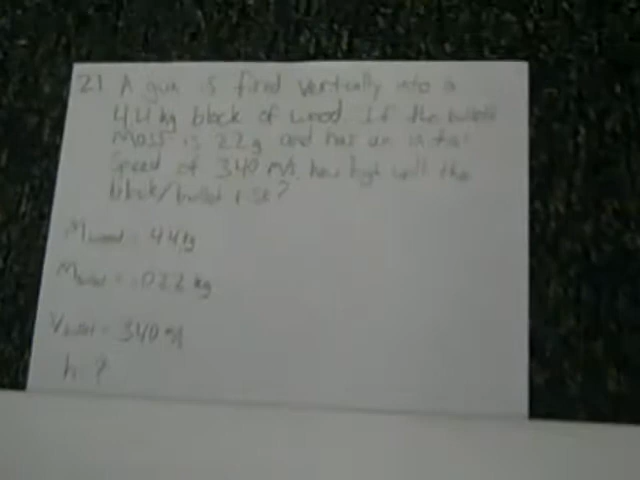 21 A gun is fired vertically into a
4.4 kg block of wood. If the bullet
mass is 22g and has an initial
speed of 340 m/s, how high will the
block/bullet rise?
M wood = 4.4 kg
M bullet = .022 kg
V bullet = 340 m/s
h = ?